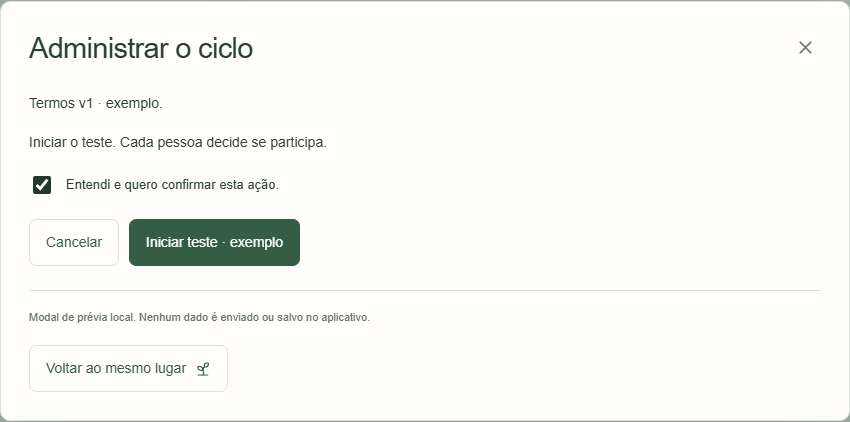 Administrar o ciclo
Termos v1 · exemplo.
Iniciar o teste. Cada pessoa decide se participa.
Entendi e quero confirmar esta ação.
Cancelar
Iniciar teste · exemplo
Modal de prévia local. Nenhum dado é enviado ou salvo no aplicativo.
Voltar ao mesmo lugar